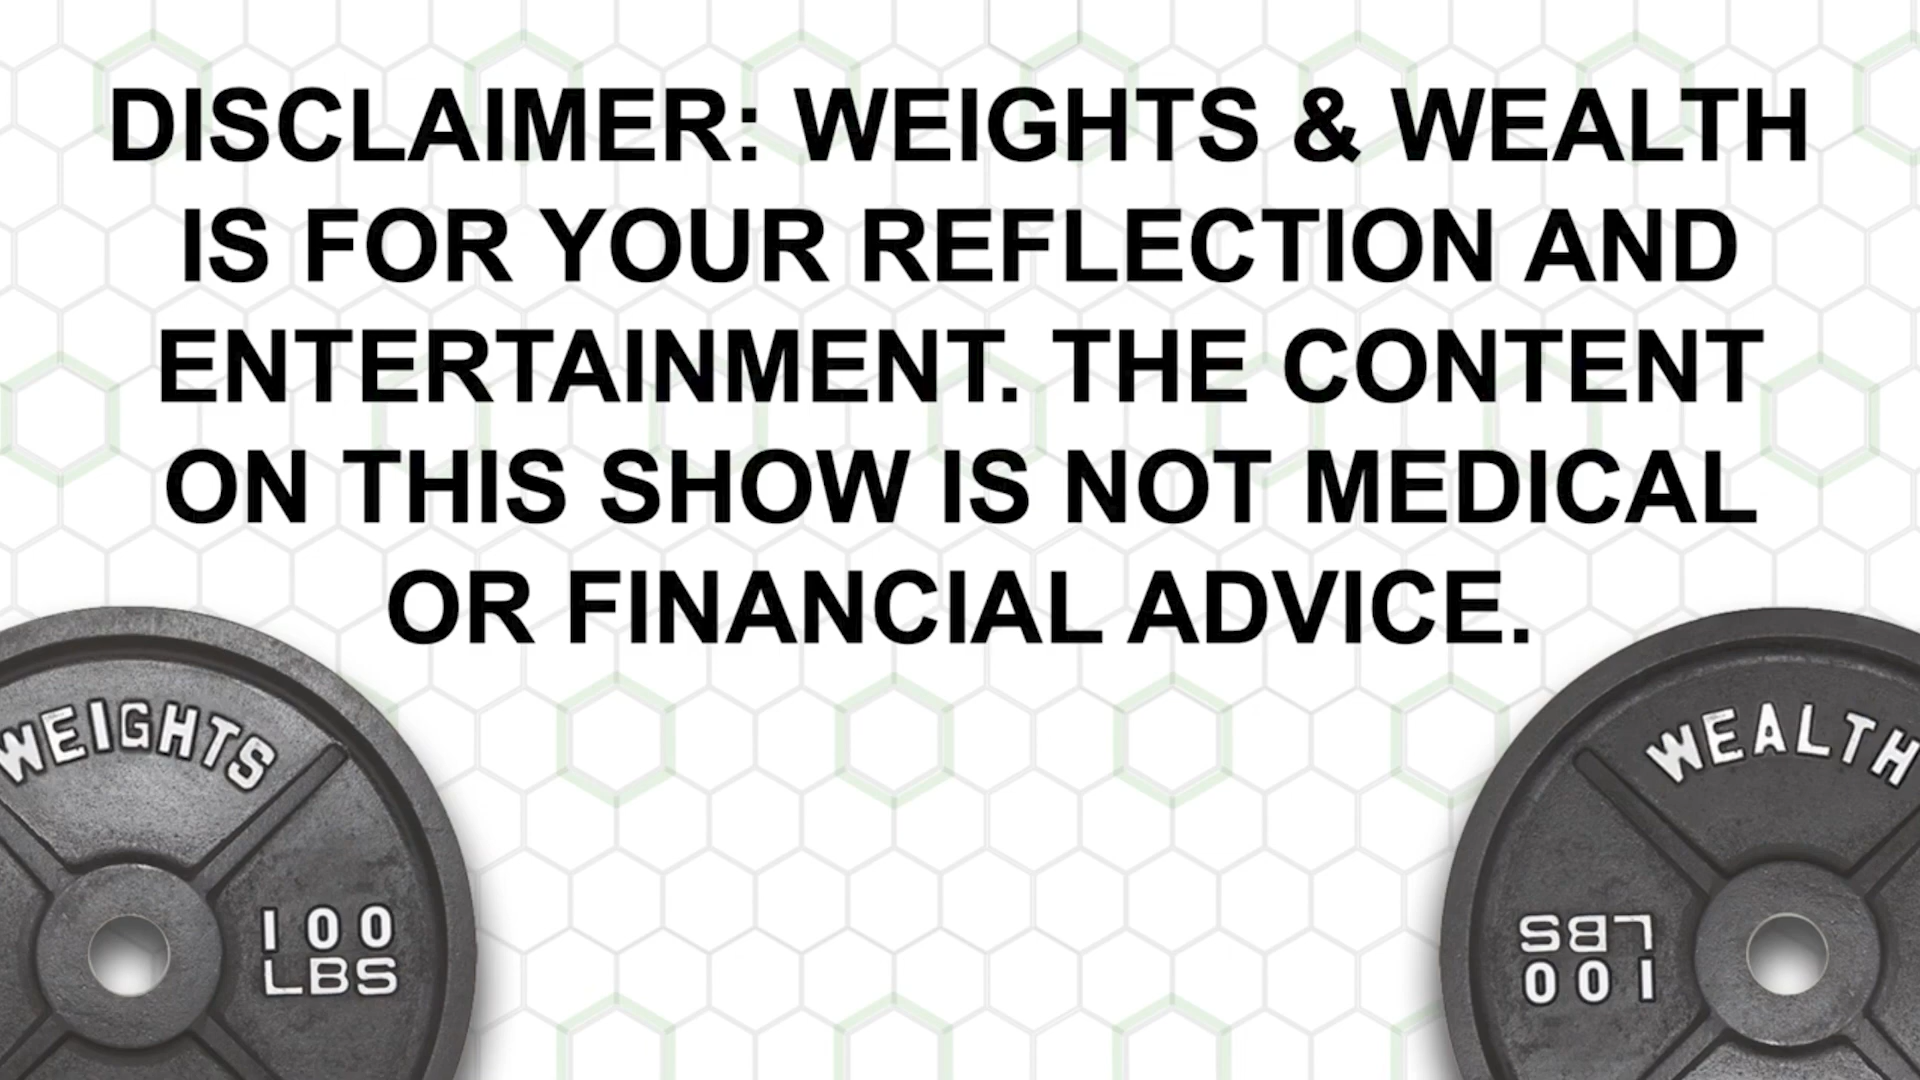 DISCLAIMER: WEIGHTS & WEALTH
IS FOR YOUR REFLECTION AND
ENTERTAINMENT. THE CONTENT
ON THIS SHOW IS NOT MEDICAL
OR FINANCIAL ADVICE.
WEIGHTS
100
LBS
WEALTH
LBS
100